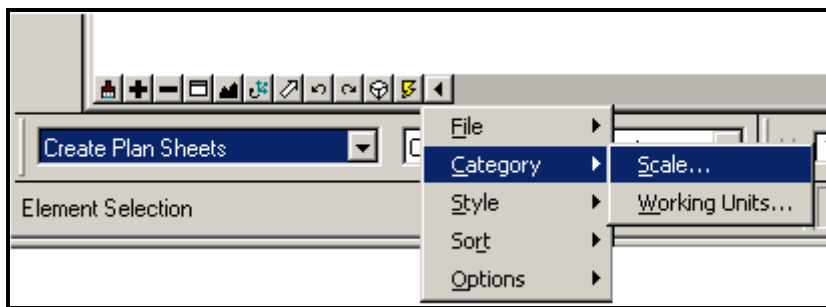 File
Create Plan Sheets
Category
Scale...
Element Selection
Style
Working Units...
Sort
Options